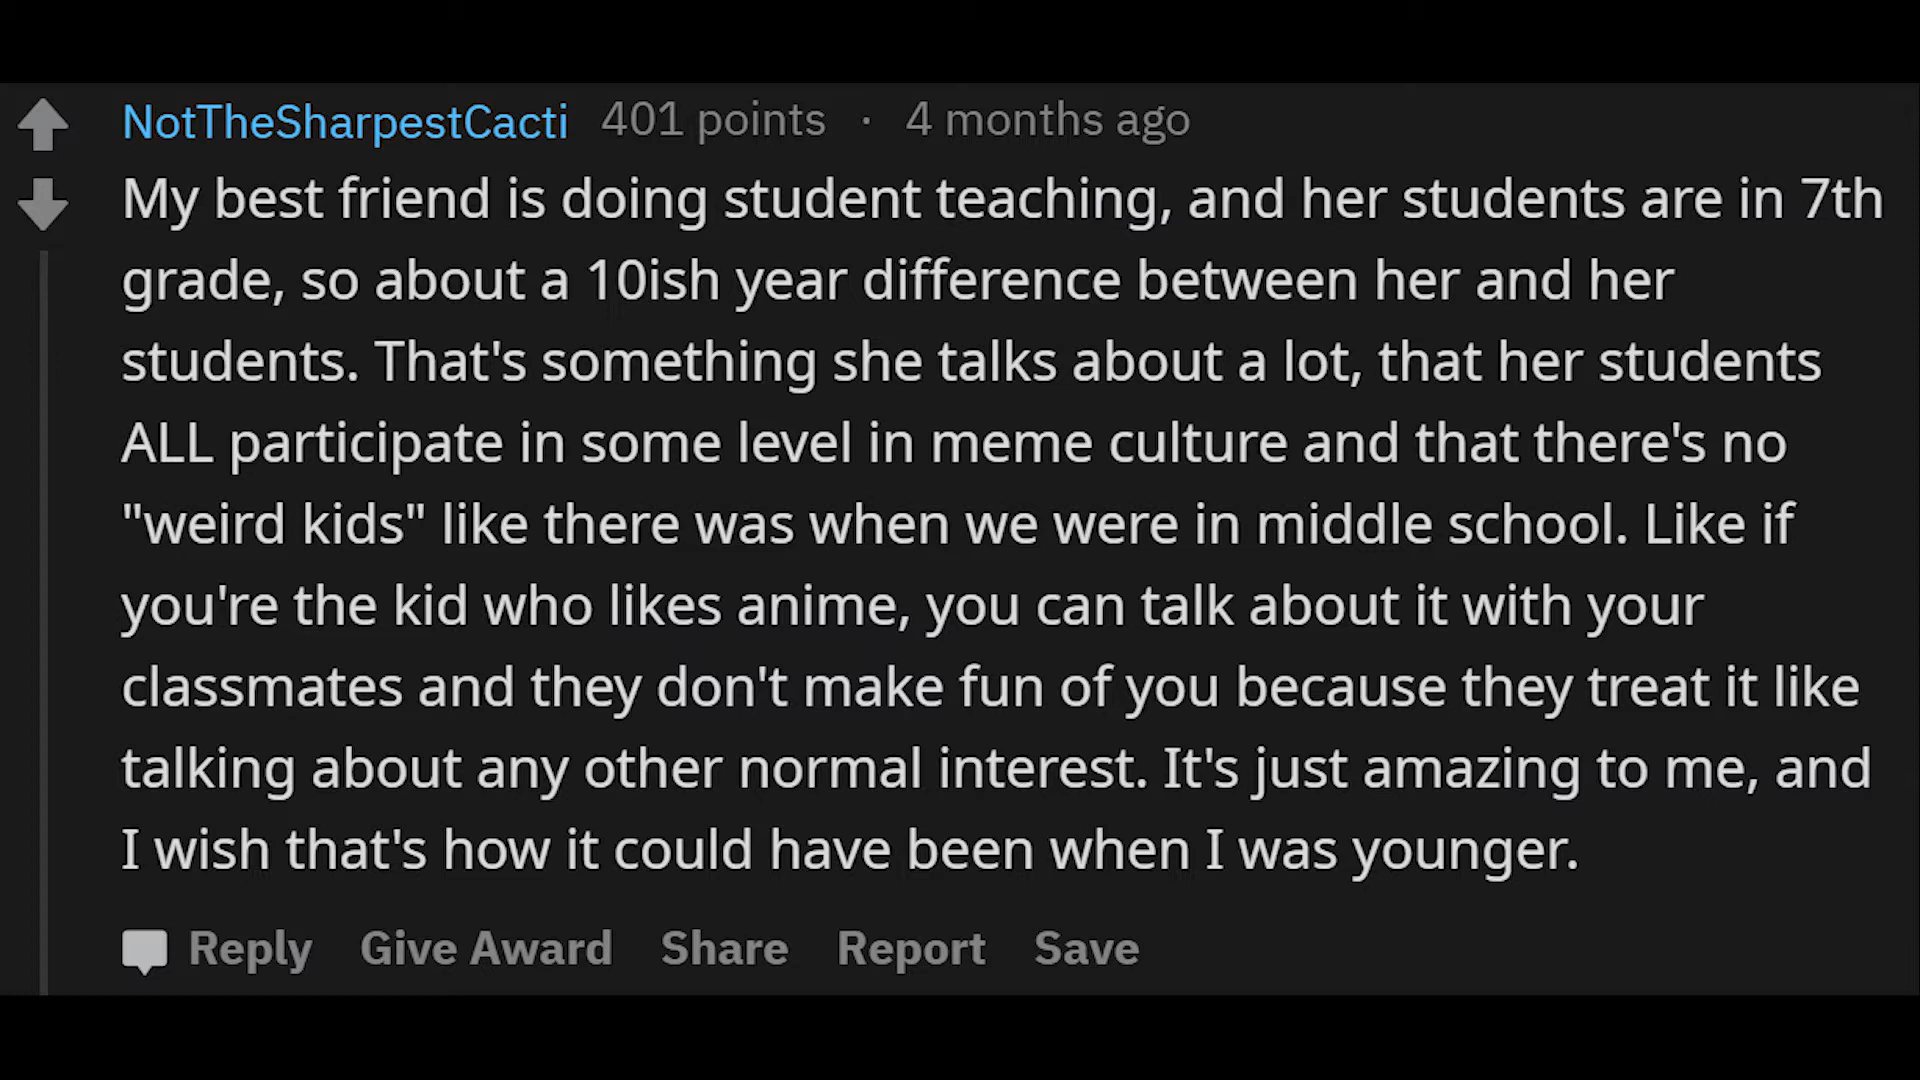 NotTheSharpestCacti 401 points · 4 months ago
My best friend is doing student teaching, and her students are in 7th
grade, so about a 10ish year difference between her and her
students. That's something she talks about a lot, that her students
ALL participate in some level in meme culture and that there's no
"weird kids" like there was when we were in middle school. Like if
you're the kid who likes anime, you can talk about it with your
classmates and they don't make fun of you because they treat it like
talking about any other normal interest. It's just amazing to me, and
I wish that's how it could have been when I was younger.
Reply Give Award Share Report Save